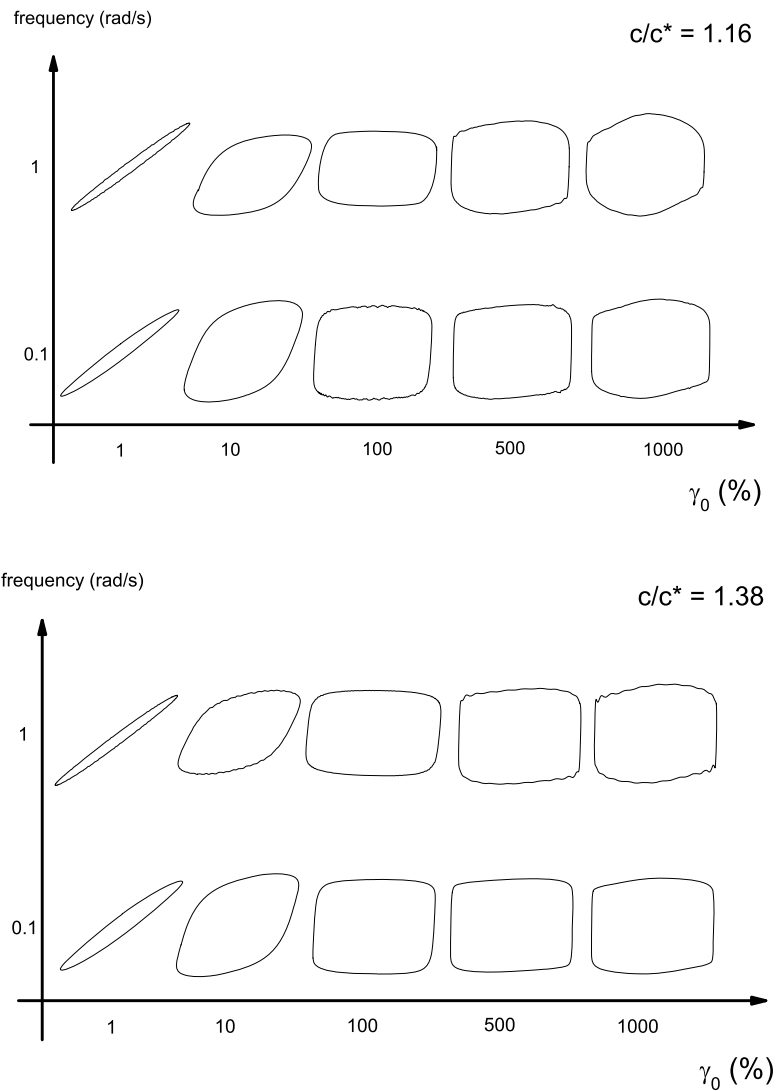 frequency (rad/s)
c/c* = 1.16
1
0.1
1 10 100 500 1000
γ0 (%)
frequency (rad/s)
c/c* = 1.38
1
0.1
1 10 100 500 1000
γ0 (%)